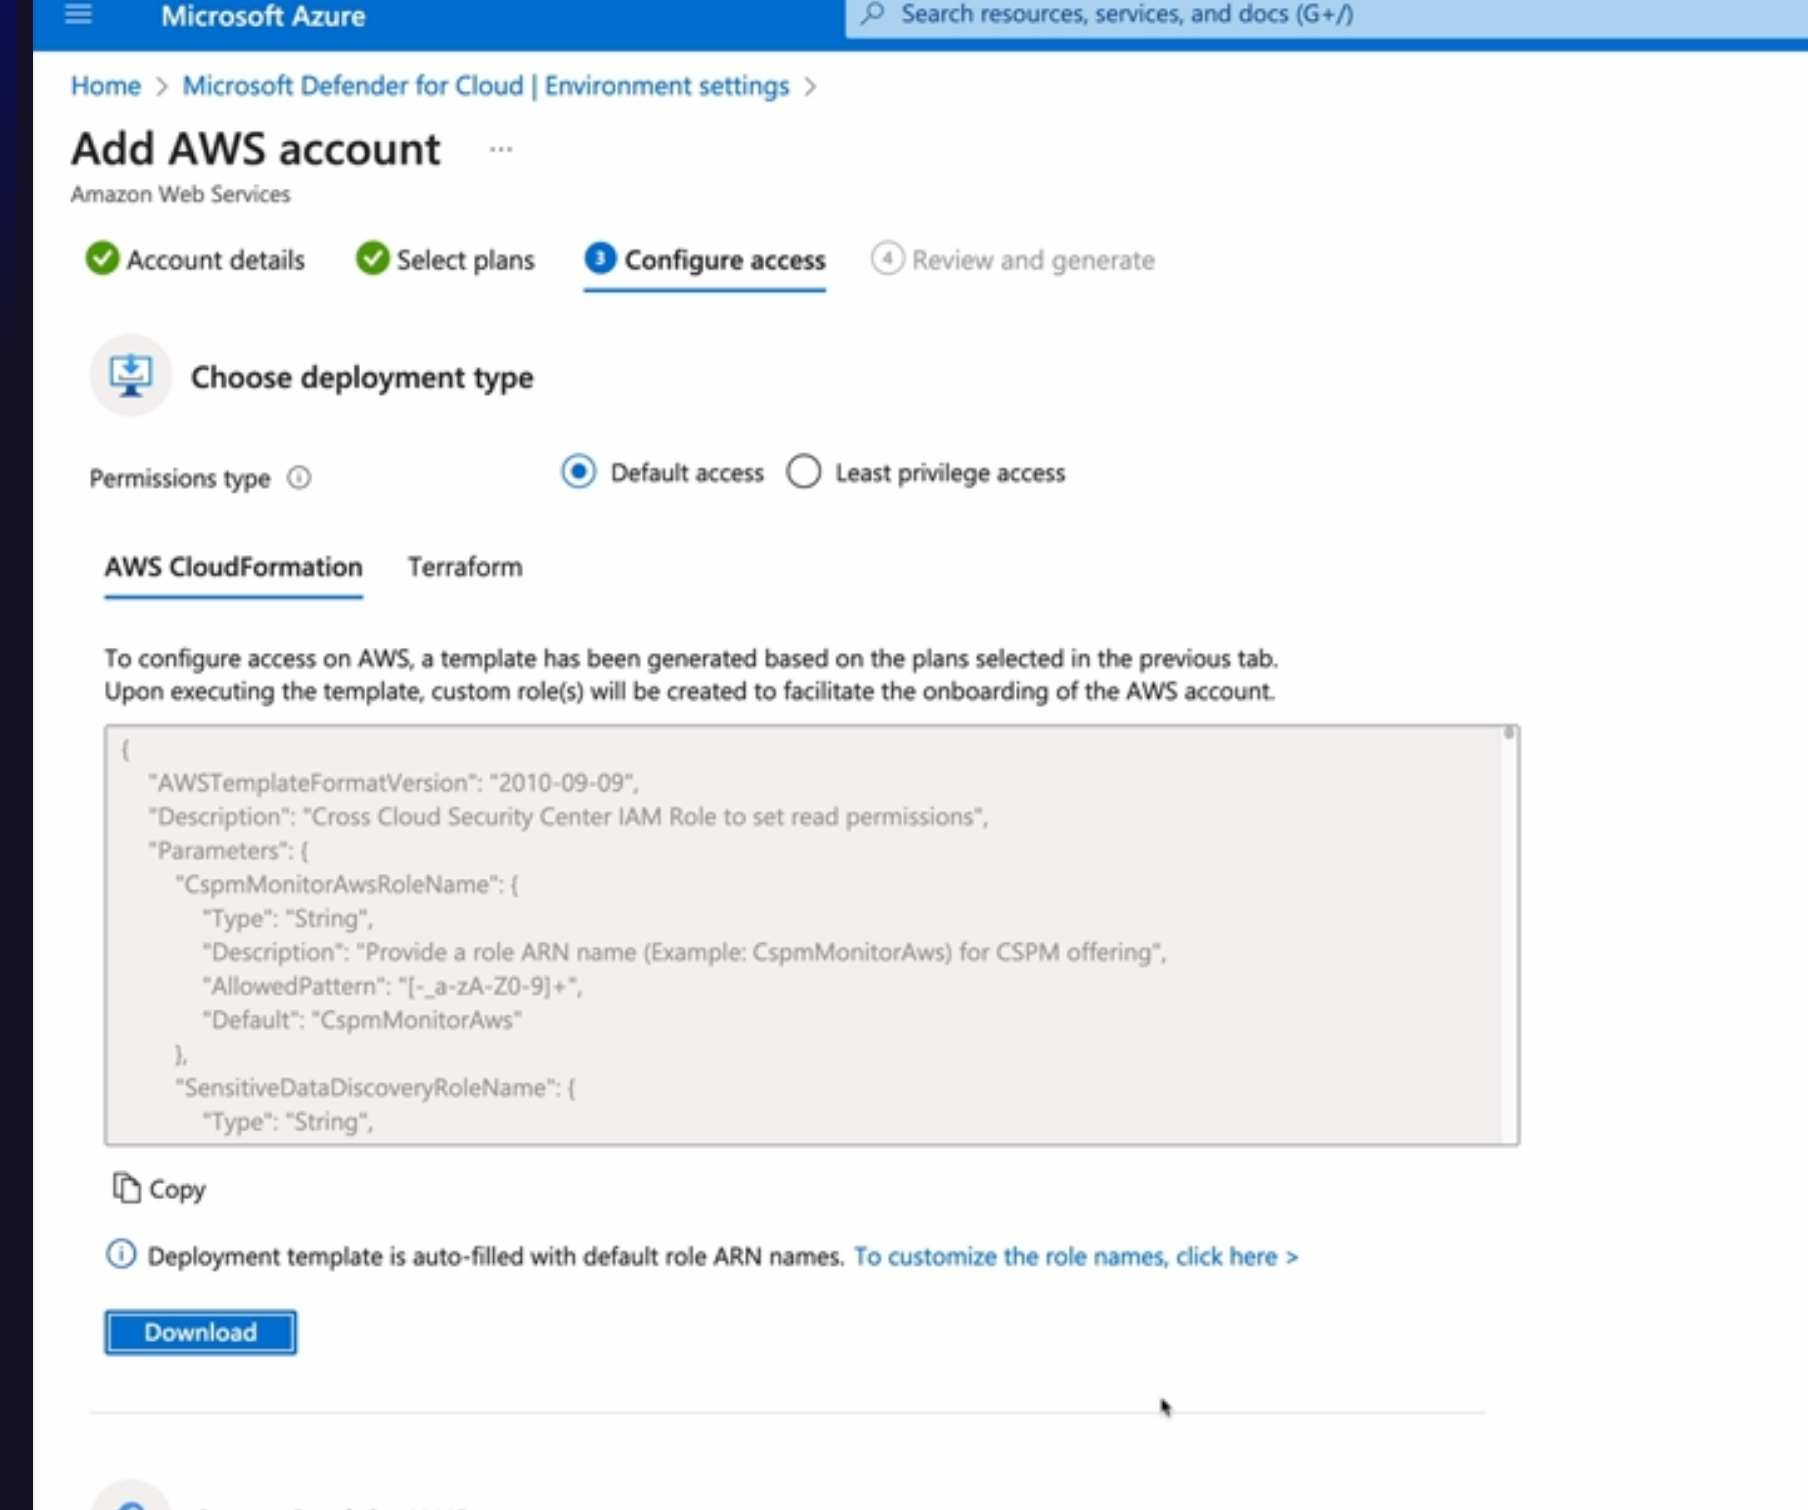 Microsoft Azure
Search resources, services, and docs (G+/)
Home > Microsoft Defender for Cloud | Environment settings >
Add AWS account ...
Amazon Web Services
Account details
Select plans
3 Configure access
4 Review and generate
Choose deployment type
Permissions type
Default access
Least privilege access
AWS CloudFormation
Terraform
To configure access on AWS, a template has been generated based on the plans selected in the previous tab.
Upon executing the template, custom role(s) will be created to facilitate the onboarding of the AWS account.
{
"AWSTemplateFormatVersion": "2010-09-09",
"Description": "Cross Cloud Security Center IAM Role to set read permissions",
"Parameters": {
"CspmMonitorAwsRoleName": {
"Type": "String",
"Description": "Provide a role ARN name (Example: CspmMonitorAws) for CSPM offering",
"AllowedPattern": "[-_a-zA-Z0-9]+",
"Default": "CspmMonitorAws"
},
"SensitiveDataDiscoveryRoleName": {
"Type": "String",
Copy
Deployment template is auto-filled with default role ARN names. To customize the role names, click here >
Download